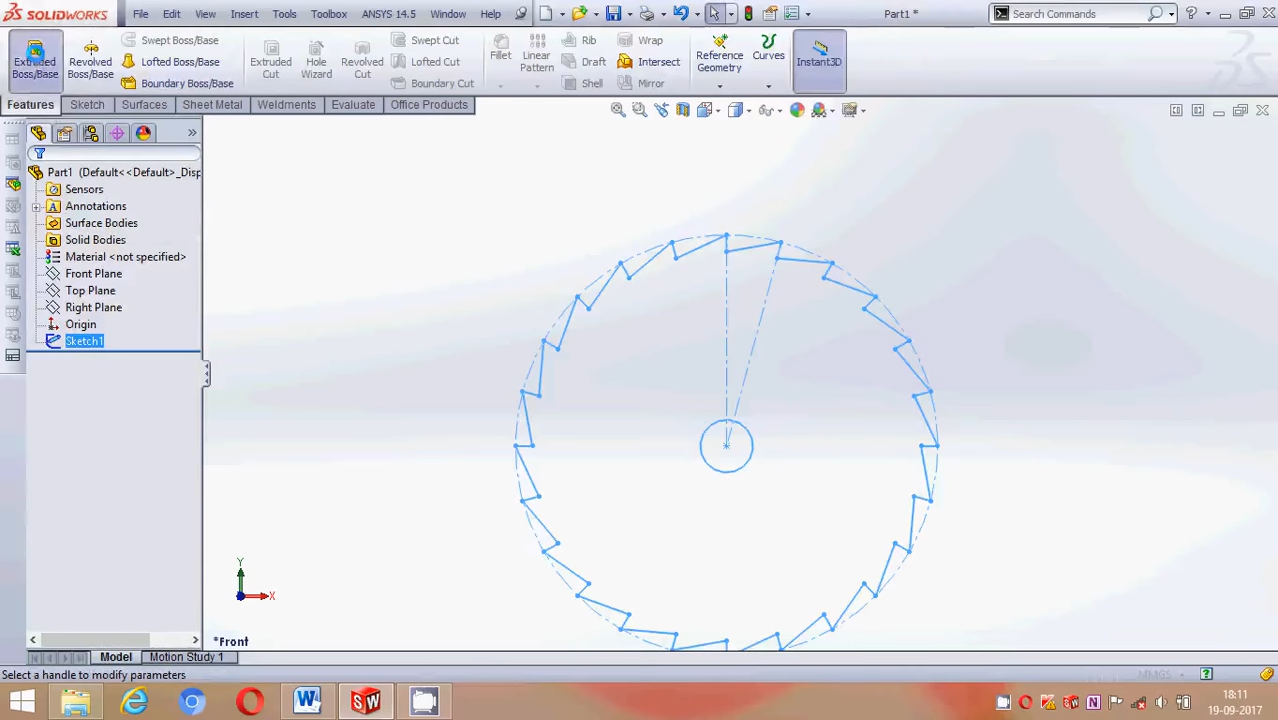 SOLIDWORKS
File
Edit
View
Insert
Tools
Toolbox
ANSYS 14.5
Window
Help
Part1 *
Search Commands
Extruded Boss/Base
Revolved Boss/Base
Swept Boss/Base
Lofted Boss/Base
Boundary Boss/Base
Extruded Cut
Hole Wizard
Revolved Cut
Swept Cut
Lofted Cut
Boundary Cut
Fillet
Linear Pattern
Rib
Draft
Shell
Wrap
Intersect
Mirror
Reference Geometry
Curves
Instant3D
Features
Sketch
Surfaces
Sheet Metal
Weldments
Evaluate
Office Products
Part1 (Default<<Default>_Disp
Sensors
Annotations
Surface Bodies
Solid Bodies
Material <not specified>
Front Plane
Top Plane
Right Plane
Origin
Sketch1
Y
X
*Front
Model
Motion Study 1
Select a handle to modify parameters
MMGS
18:11
19-09-2017